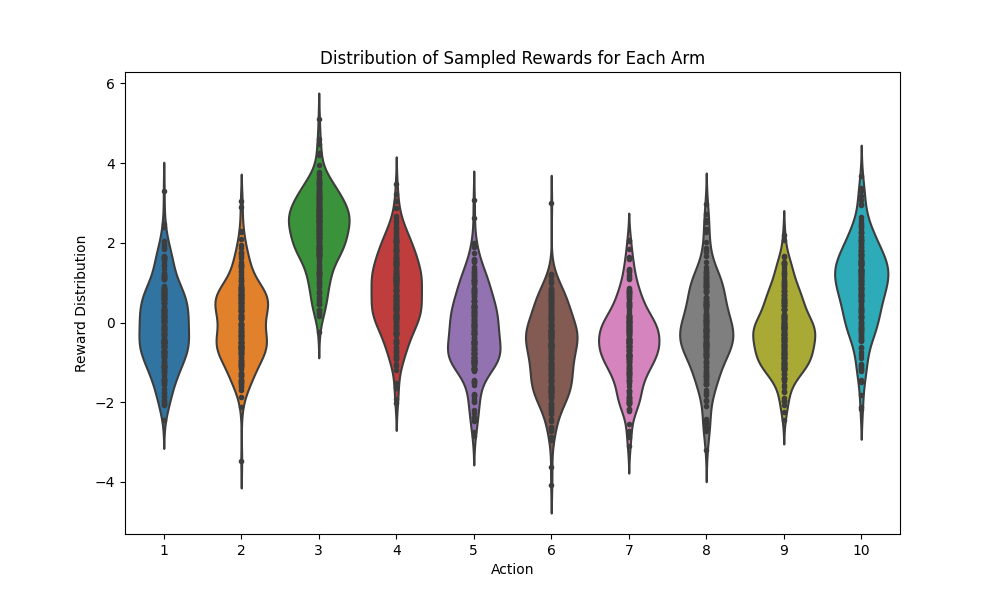 Distribution of Sampled Rewards for Each Arm
6
4
2
0
−2
−4
Reward Distribution
1 2 3 4 5 6 7 8 9 10
Action